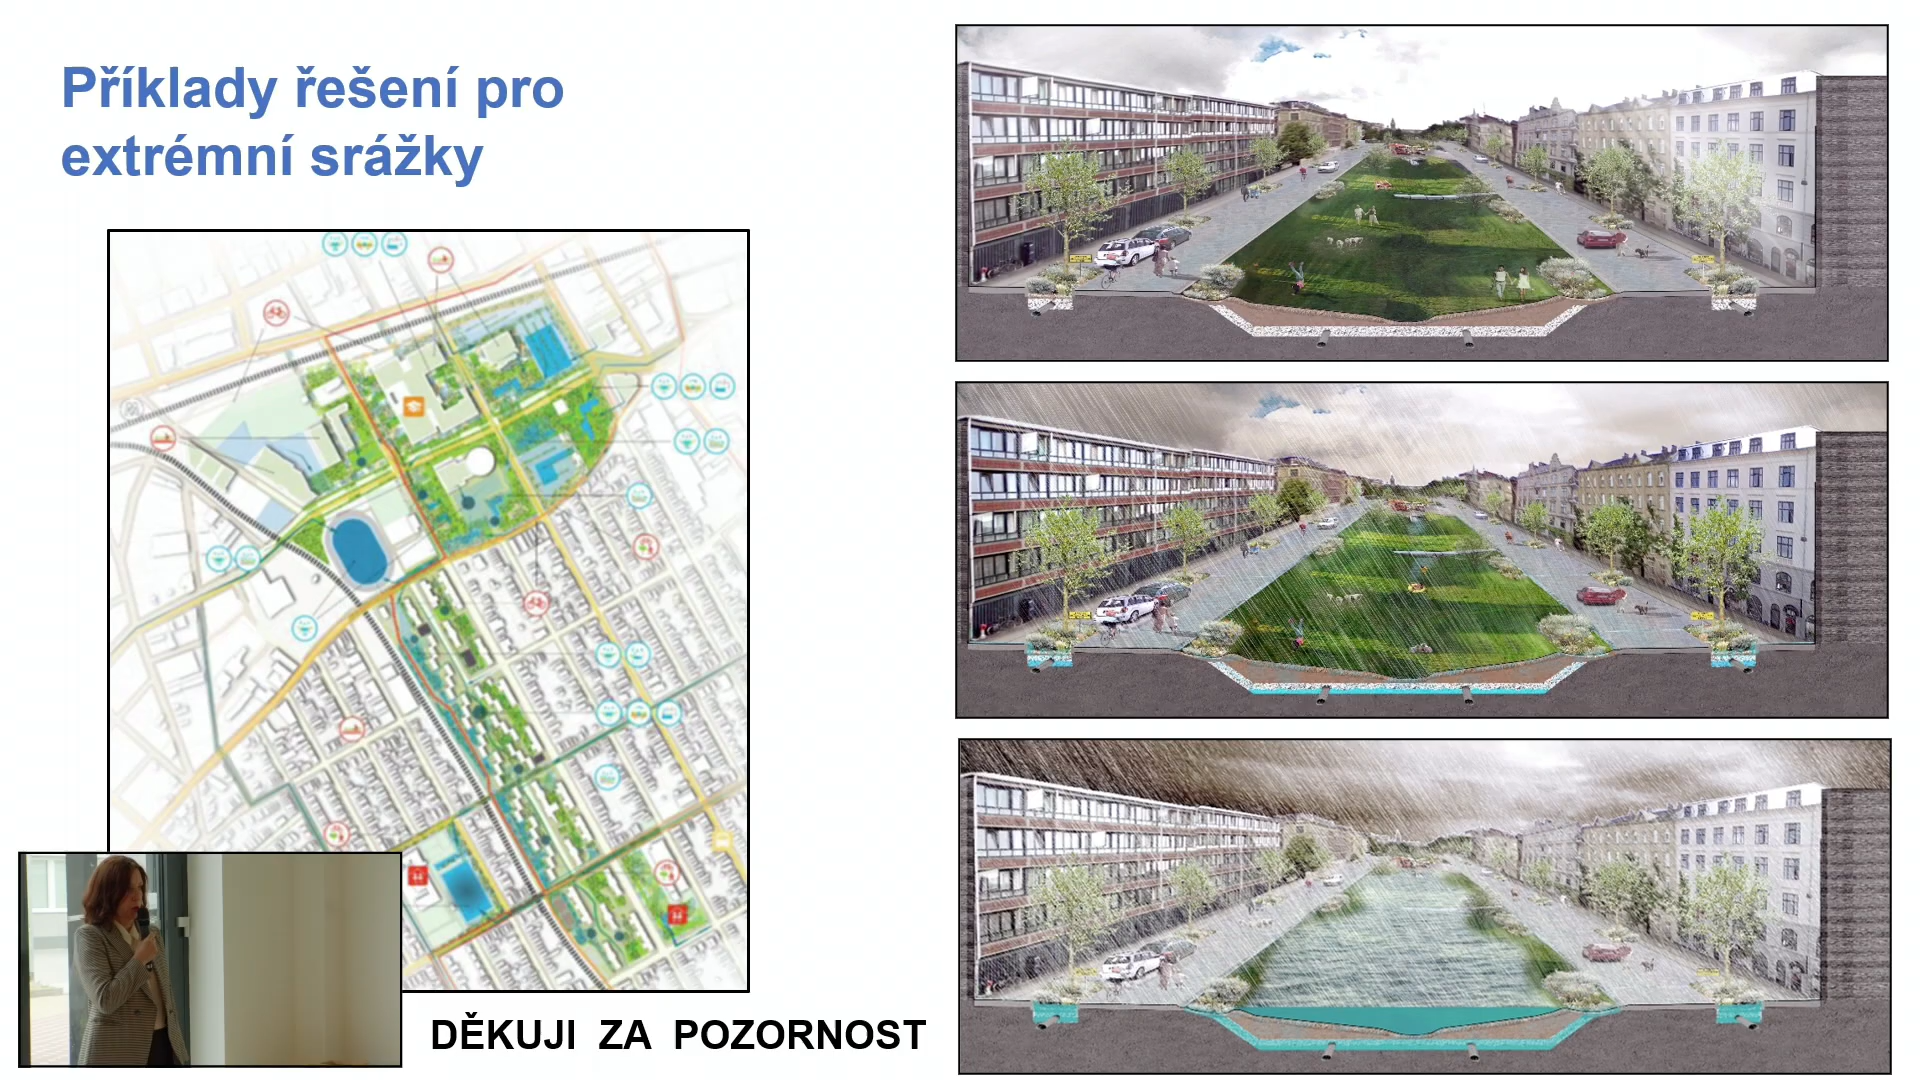 Příklady řešení pro
extrémní srážky
DĚKUJI ZA POZORNOST